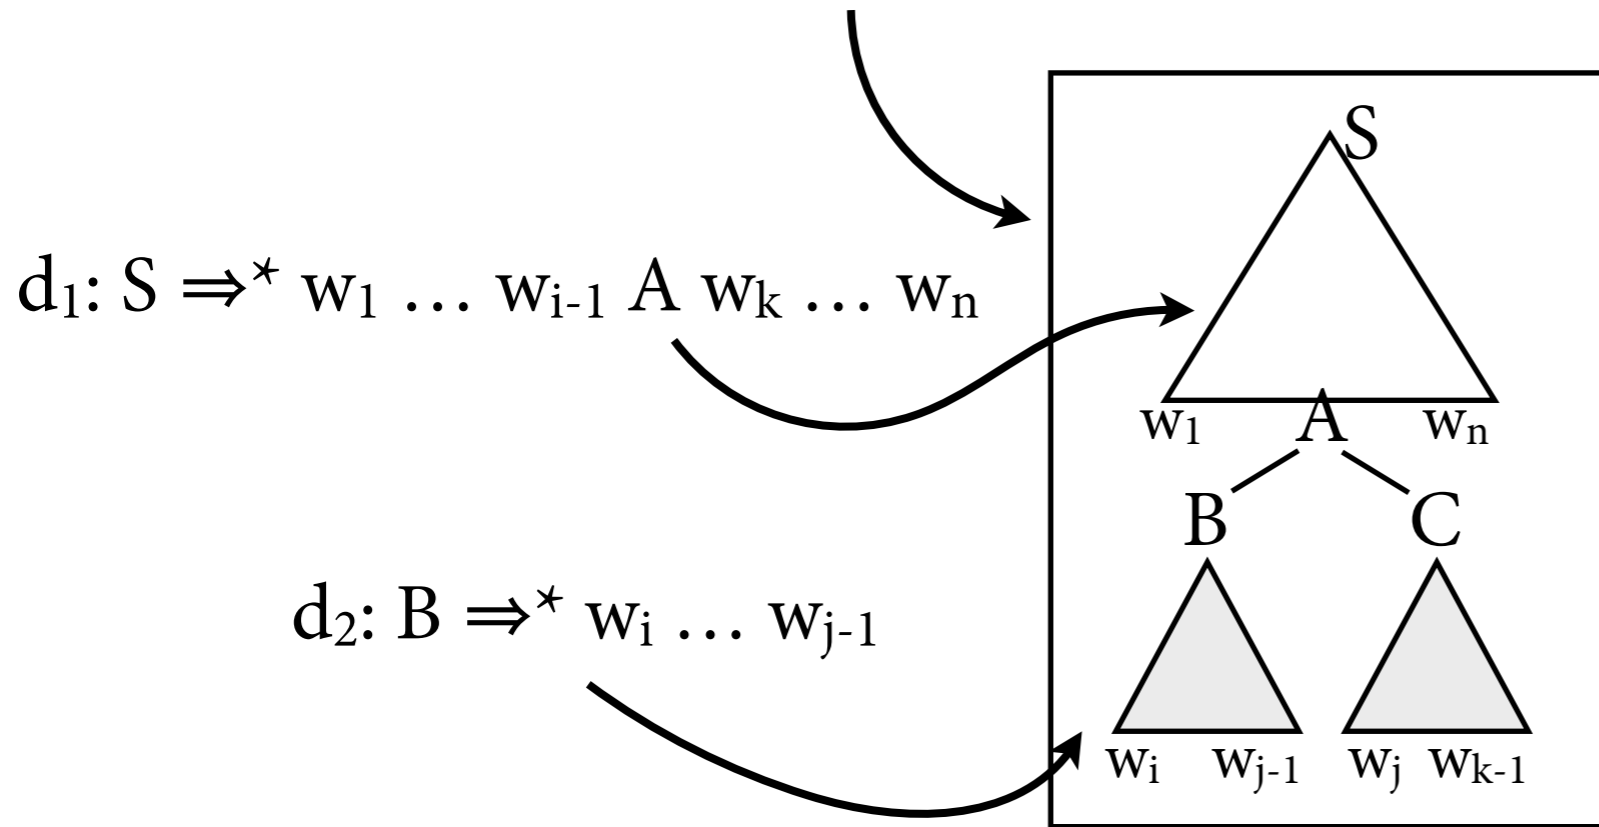 S
d₁: S ⇒* w₁ … wᵢ₋₁ A wₖ … wₙ
w₁ A wₙ
B C
d₂: B ⇒* wᵢ … wⱼ₋₁
wᵢ wⱼ₋₁ wⱼ wₖ₋₁